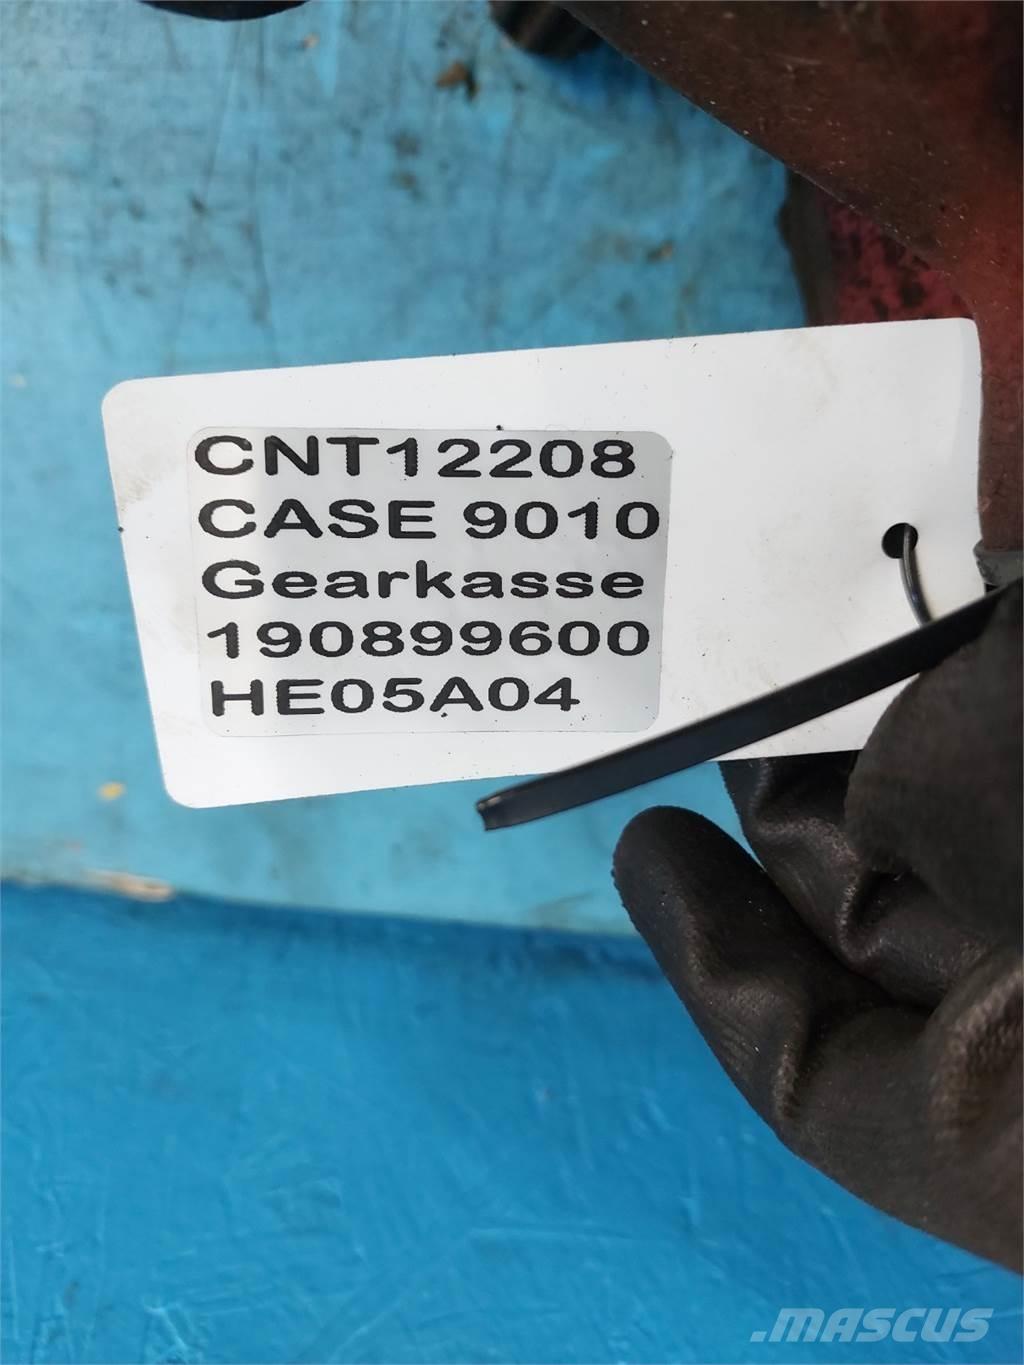 CNT12208
CASE 9010
Gearkasse
190899600
HE05A04
.MASCUS